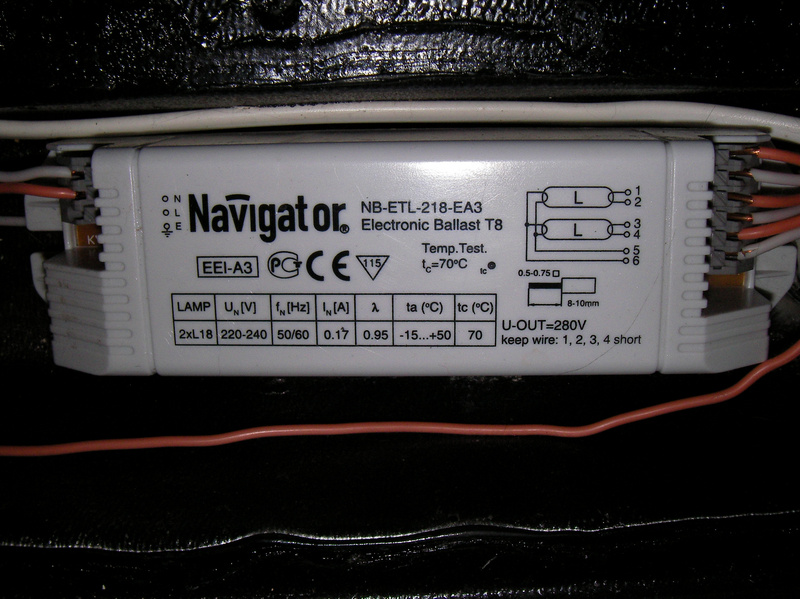 N
L
E
Navigator®
NB-ETL-218-EA3
Electronic Ballast T8
EEI-A3
CE
115
Temp.Test.
tc=70°C
tc
L
1
2
L
3
4
5
6
0.5-0.75
8-10mm
LAMP UN[V] fN[Hz] IN[A] λ ta (°C) tc (°C)
2xL18 220-240 50/60 0.17 0.95 -15...+50 70
U-OUT=280V
keep wire: 1, 2, 3, 4 short